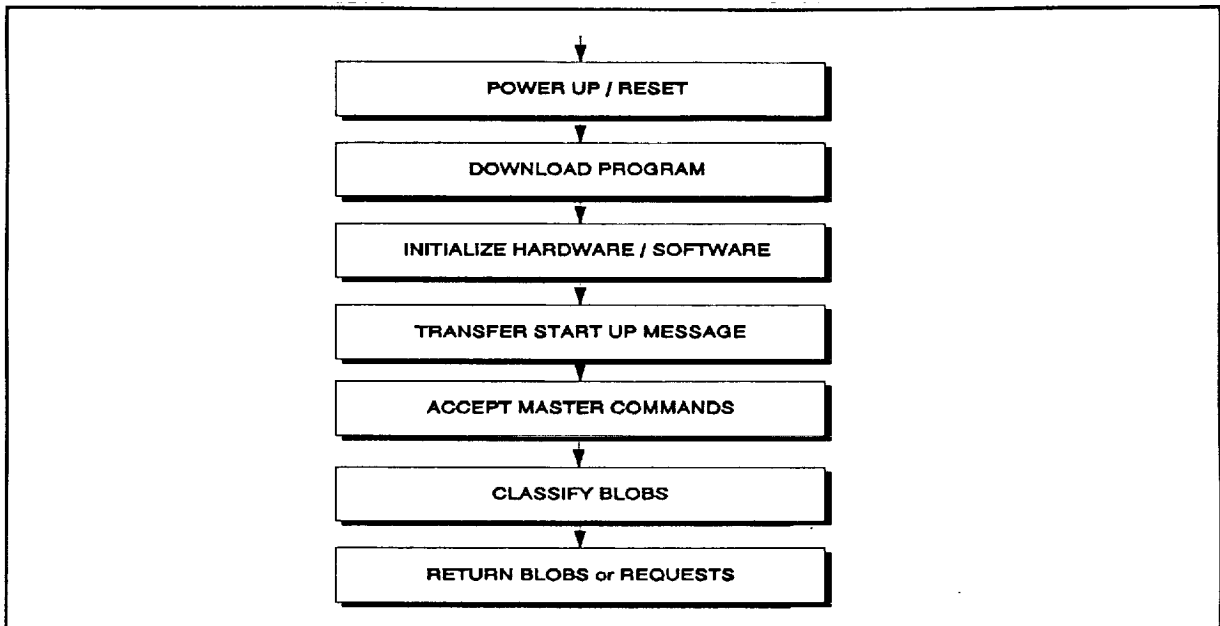 POWER UP / RESET
DOWNLOAD PROGRAM
INITIALIZE HARDWARE / SOFTWARE
TRANSFER START UP MESSAGE
ACCEPT MASTER COMMANDS
CLASSIFY BLOBS
RETURN BLOBS or REQUESTS